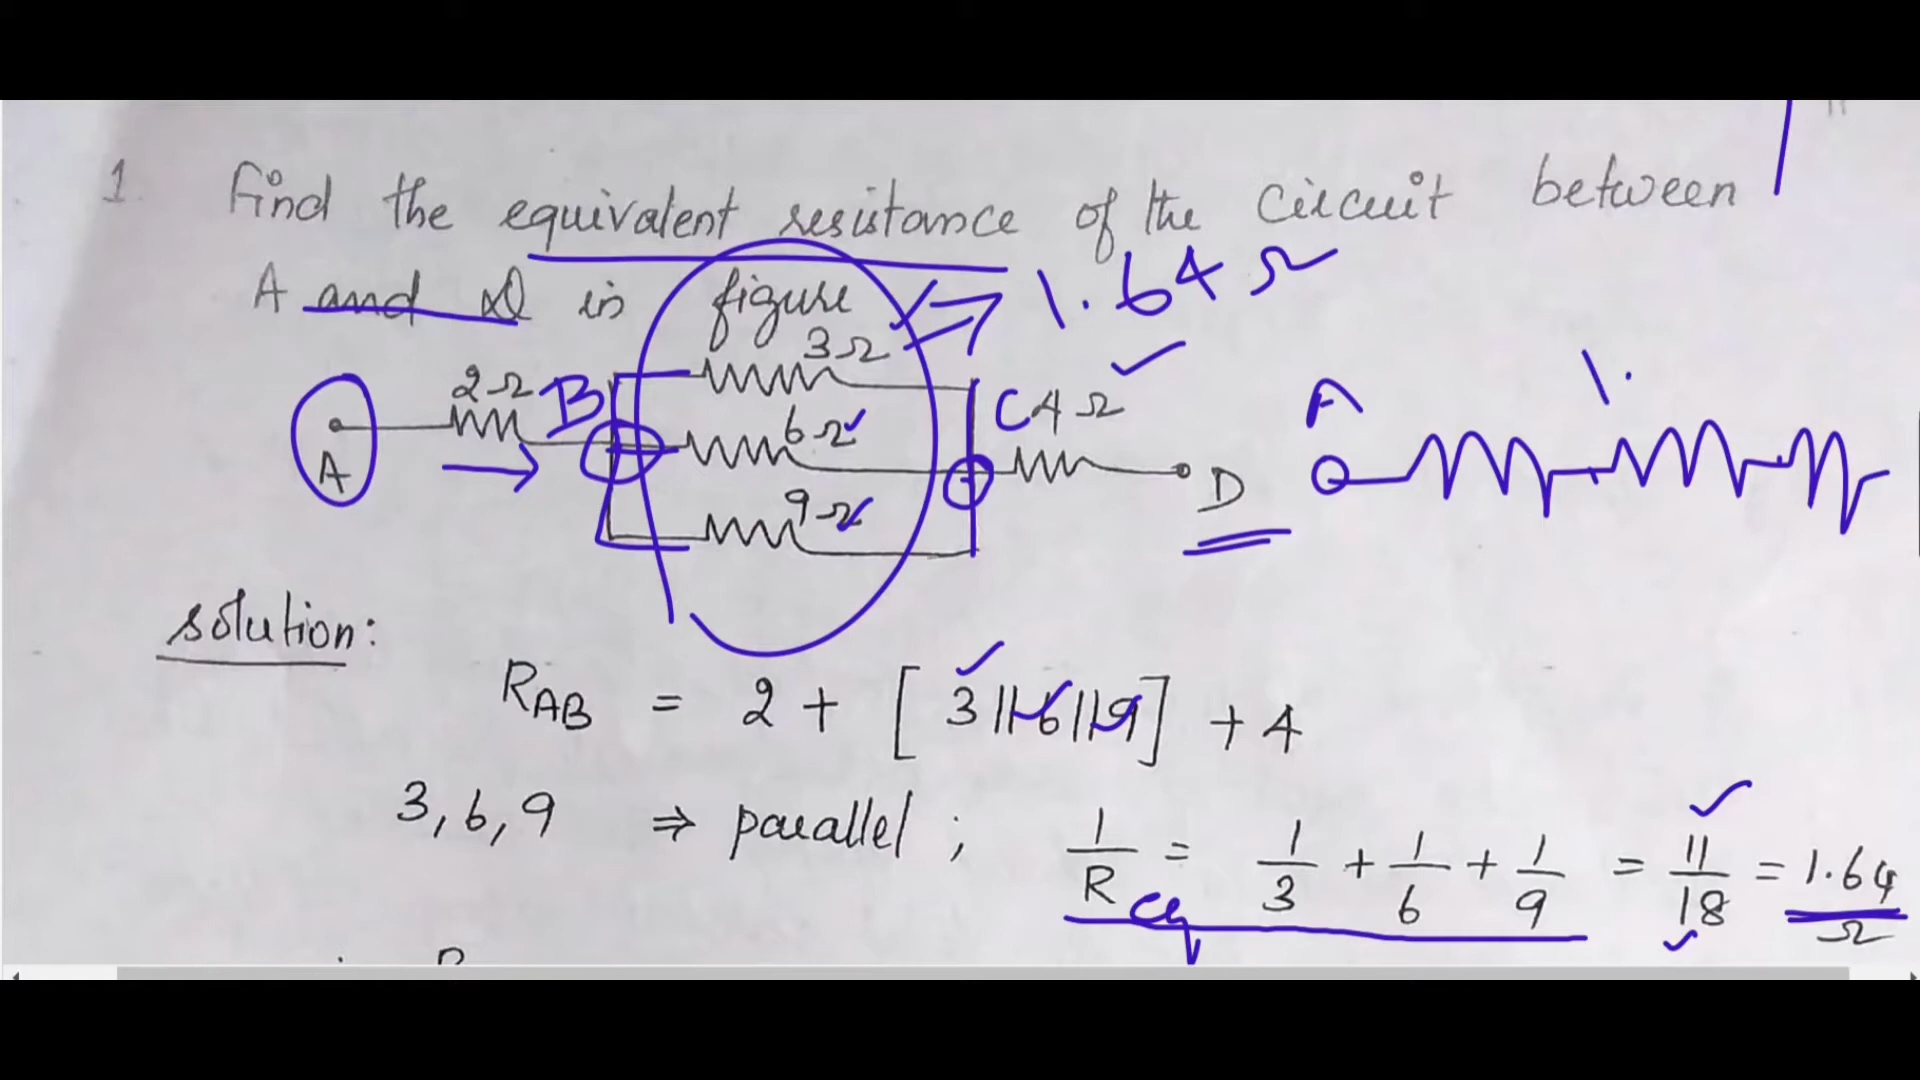 1. Find the equivalent resistance of the circuit between
A and D in figure
1.64 Ω
3Ω
2Ω B 6Ω C 4Ω A 1.
A D
9Ω
solution:
R_AB = 2 + [3||6||9] + 4
3, 6, 9 ⇒ parallel ; 1/R eq = 1/3 + 1/6 + 1/9 = 11/18 = 1.64 Ω